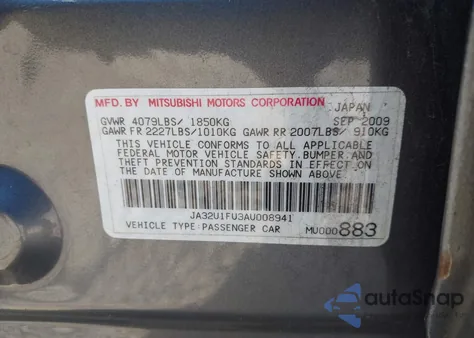 MFD. BY MITSUBISHI MOTORS CORPORATION JAPAN
GVWR 4079LBS/ 1850KG SEP 2009
GAWR FR 2227LBS/1010KG GAWR RR 2007LBS/ 910KG
THIS VEHICLE CONFORMS TO ALL APPLICABLE
FEDERAL MOTOR VEHICLE SAFETY, BUMPER AND
THEFT PREVENTION STANDARDS IN EFFECT ON
THE DATE OF MANUFACTURE SHOWN ABOVE.
JA32U1FU3AU008941
VEHICLE TYPE:PASSENGER CAR MU000883
autoSnap